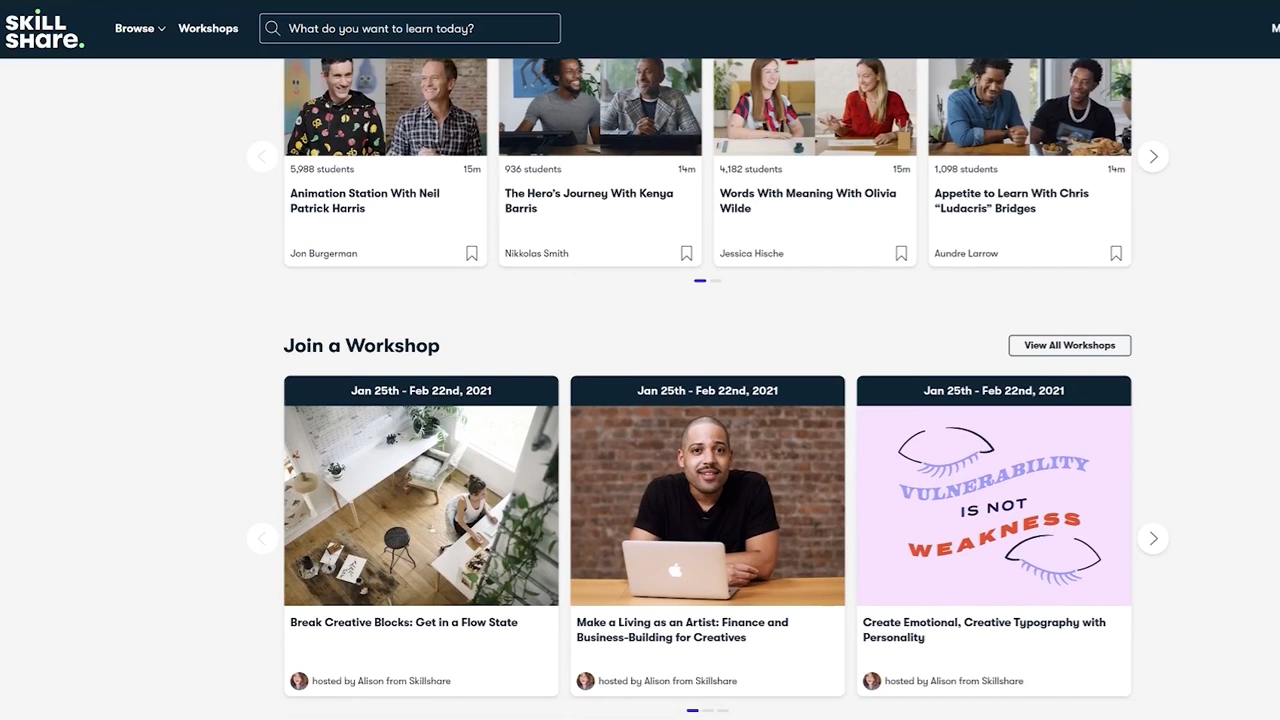 SKILL
SHARE.
Browse
Workshops
What do you want to learn today?
M
5,988 students
15m
Animation Station With Neil
Patrick Harris
Jon Burgerman
936 students
14m
The Hero's Journey With Kenya
Barris
Nikkolas Smith
4,182 students
15m
Words With Meaning With Olivia
Wilde
Jessica Hische
1,098 students
14m
Appetite to Learn With Chris
“Ludacris” Bridges
Aundre Larrow
Join a Workshop
View All Workshops
Jan 25th - Feb 22nd, 2021
Break Creative Blocks: Get in a Flow State
hosted by Alison from Skillshare
Jan 25th - Feb 22nd, 2021
Make a Living as an Artist: Finance and
Business-Building for Creatives
hosted by Alison from Skillshare
Jan 25th - Feb 22nd, 2021
VULNERABILITY
IS NOT
WEAKNESS
Create Emotional, Creative Typography with
Personality
hosted by Alison from Skillshare